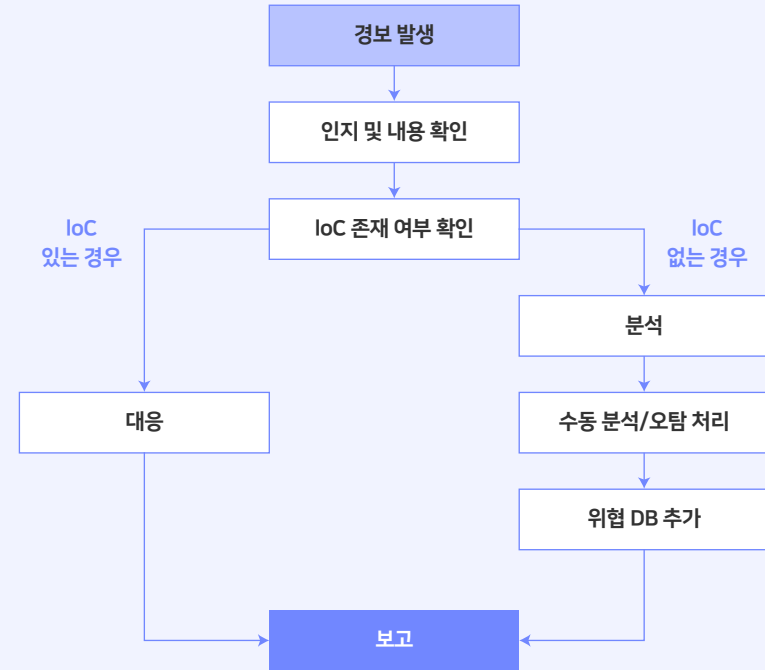 경보 발생
인지 및 내용 확인
IoC 존재 여부 확인
IoC
있는 경우
IoC
없는 경우
분석
대응
수동 분석/오탐 처리
위협 DB 추가
보고